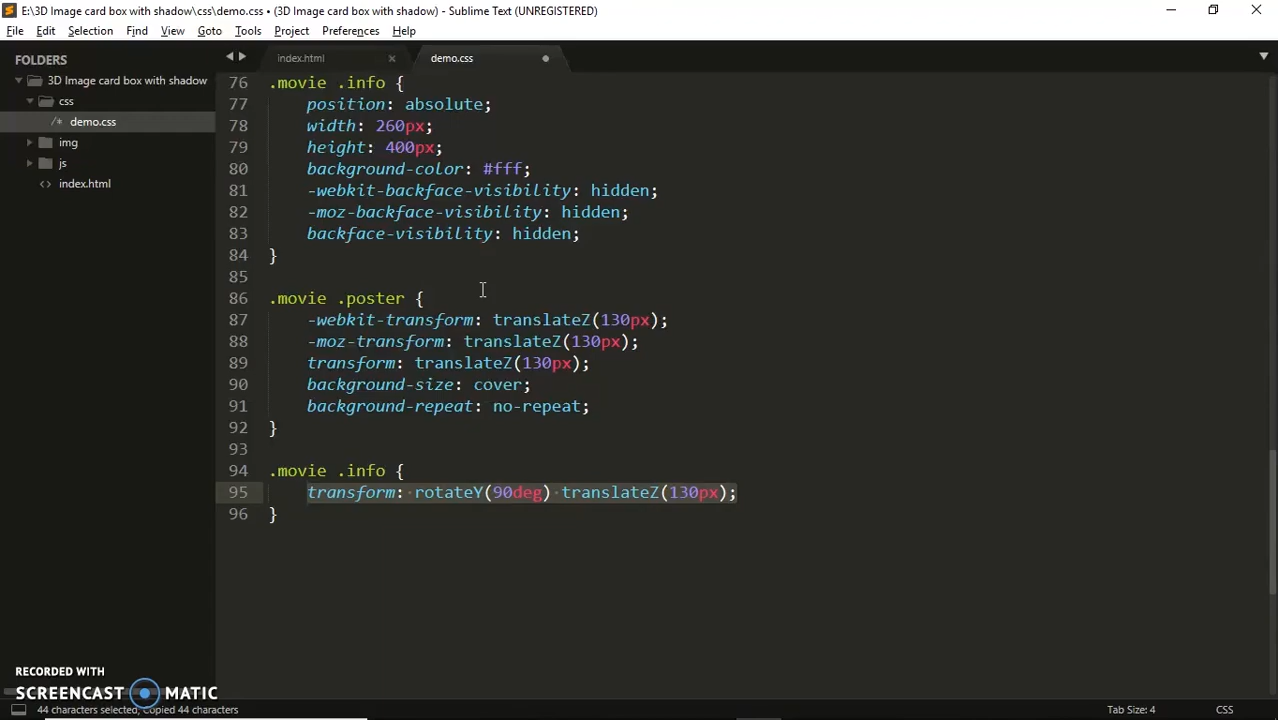 E:\3D Image card box with shadow\css\demo.css • (3D Image card box with shadow) - Sublime Text (UNREGISTERED)
File Edit Selection Find View Goto Tools Project Preferences Help
FOLDERS
3D Image card box with shadow
css
/* demo.css
img
js
<> index.html
index.html × demo.css
76 .movie .info {
77 position: absolute;
78 width: 260px;
79 height: 400px;
80 background-color: #fff;
81 -webkit-backface-visibility: hidden;
82 -moz-backface-visibility: hidden;
83 backface-visibility: hidden;
84 }
85
86 .movie .poster {
87 -webkit-transform: translateZ(130px);
88 -moz-transform: translateZ(130px);
89 transform: translateZ(130px);
90 background-size: cover;
91 background-repeat: no-repeat;
92 }
93
94 .movie .info {
95 transform: rotateY(90deg) translateZ(130px);
96 }
RECORDED WITH
SCREENCAST MATIC
44 characters selected, Copied 44 characters Tab Size: 4 CSS